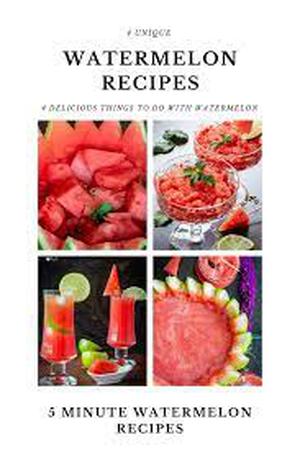 4 UNIQUE
WATERMELON
RECIPES
4 DELICIOUS THINGS TO DO WITH WATERMELON
5 MINUTE WATERMELON
RECIPES